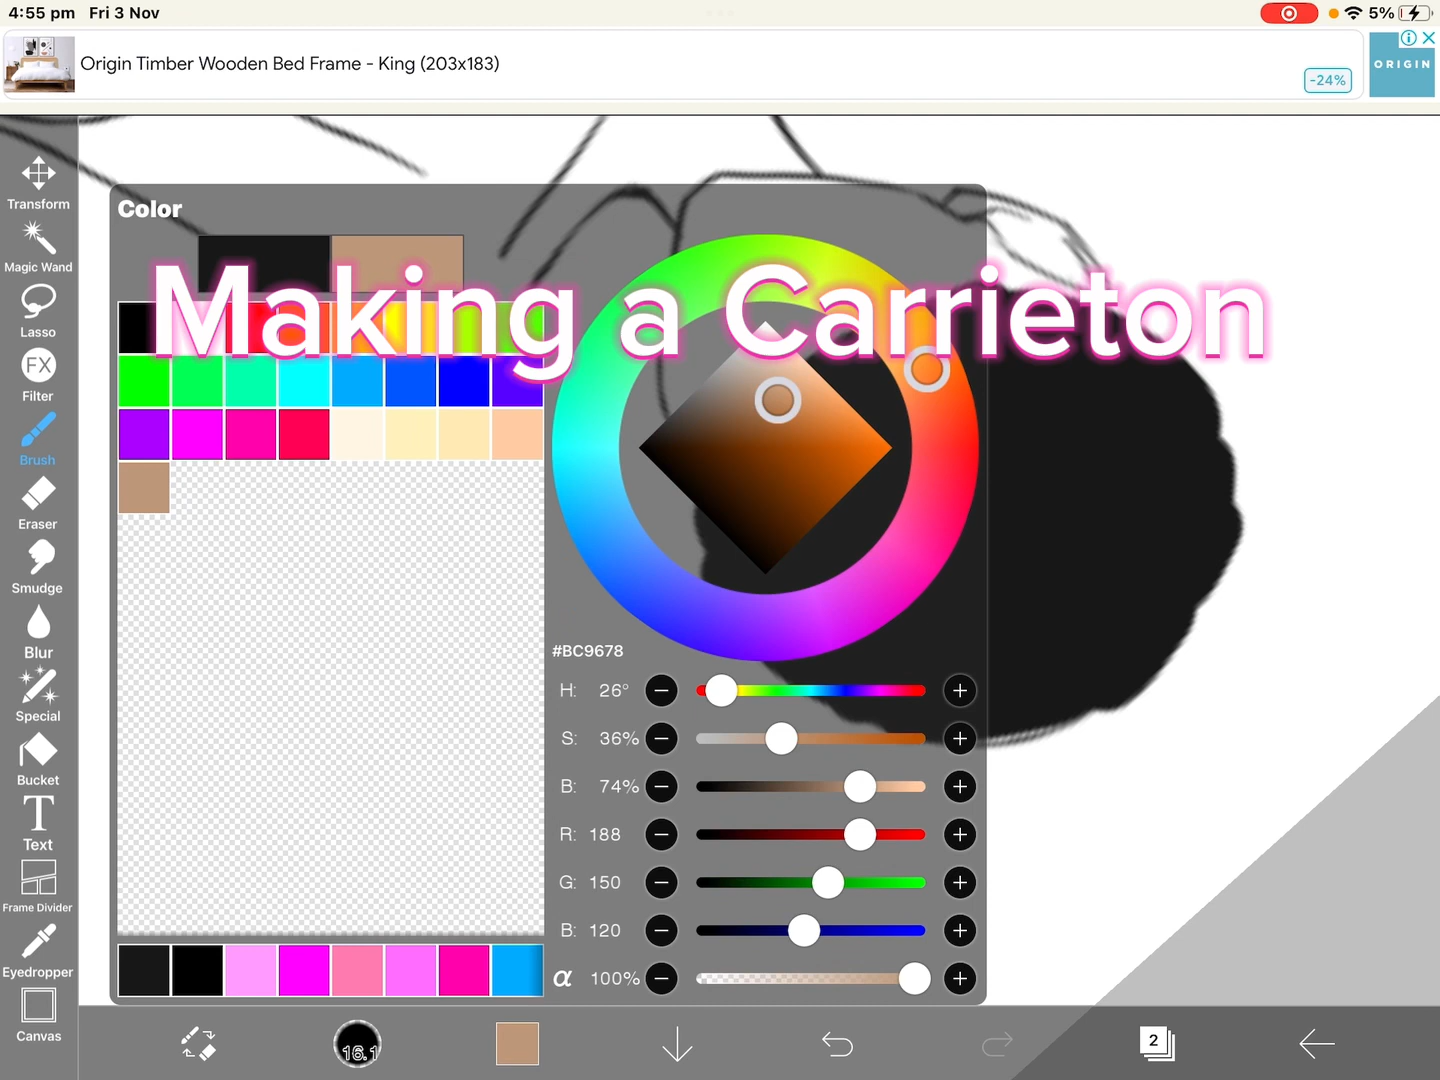 4:55 pm Fri 3 Nov
5%
Origin Timber Wooden Bed Frame - King (203x183)
-24%
ORIGIN
Transform
Magic Wand
Lasso
FX
Filter
Brush
Eraser
Smudge
Blur
Special
Bucket
T
Text
Frame Divider
Eyedropper
Canvas
Color
Making a Carrieton
#BC9678
H: 26°
S: 36%
B: 74%
R: 188
G: 150
B: 120
α 100%
16.1
2